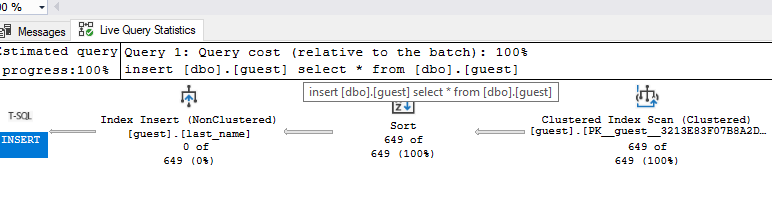 00 %
Messages Live Query Statistics
Estimated query Query 1: Query cost (relative to the batch): 100%
progress:100% insert [dbo].[guest] select * from [dbo].[guest]
insert [dbo].[guest] select * from [dbo].[guest]
T-SQL
INSERT
Index Insert (NonClustered)
[guest].[last_name]
0 of
649 (0%)
Sort
649 of
649 (100%)
Clustered Index Scan (Clustered)
[guest].[PK__guest__3213E83F07B8A2D…
649 of
649 (100%)